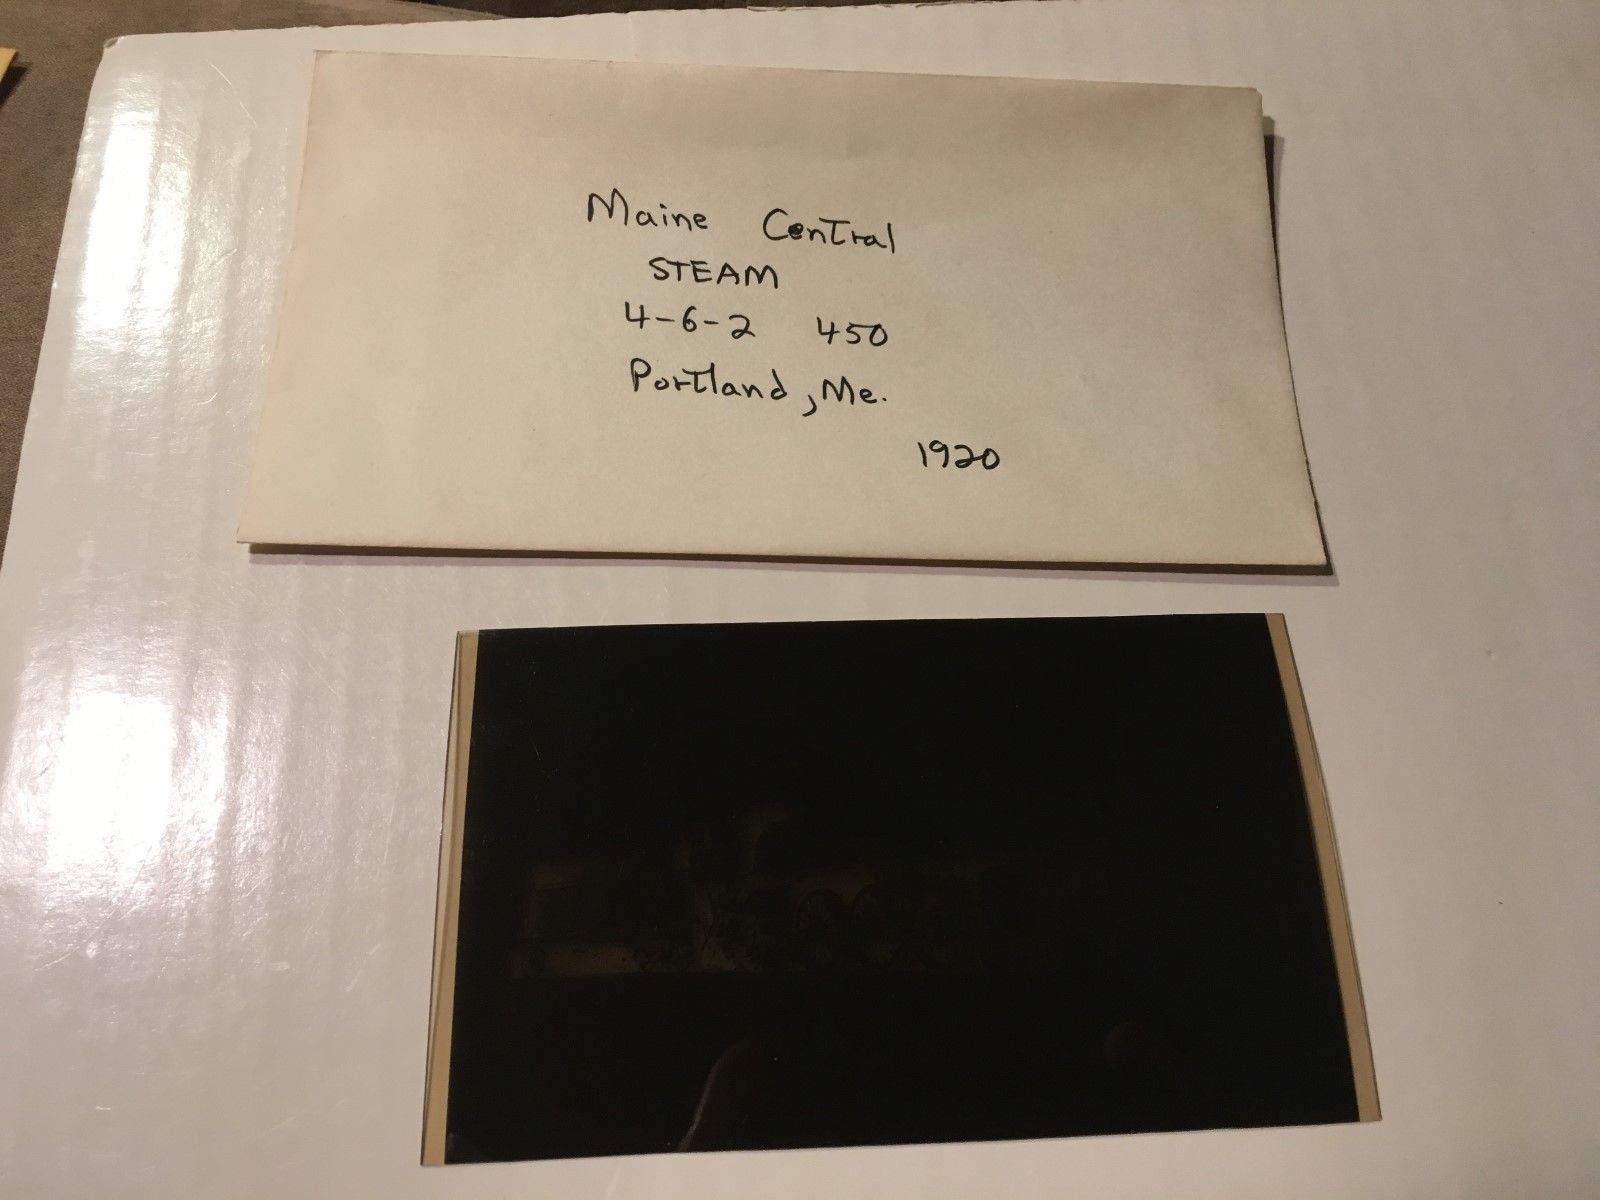 Maine Central
STEAM
4-6-2 450
Portland, Me.
1920